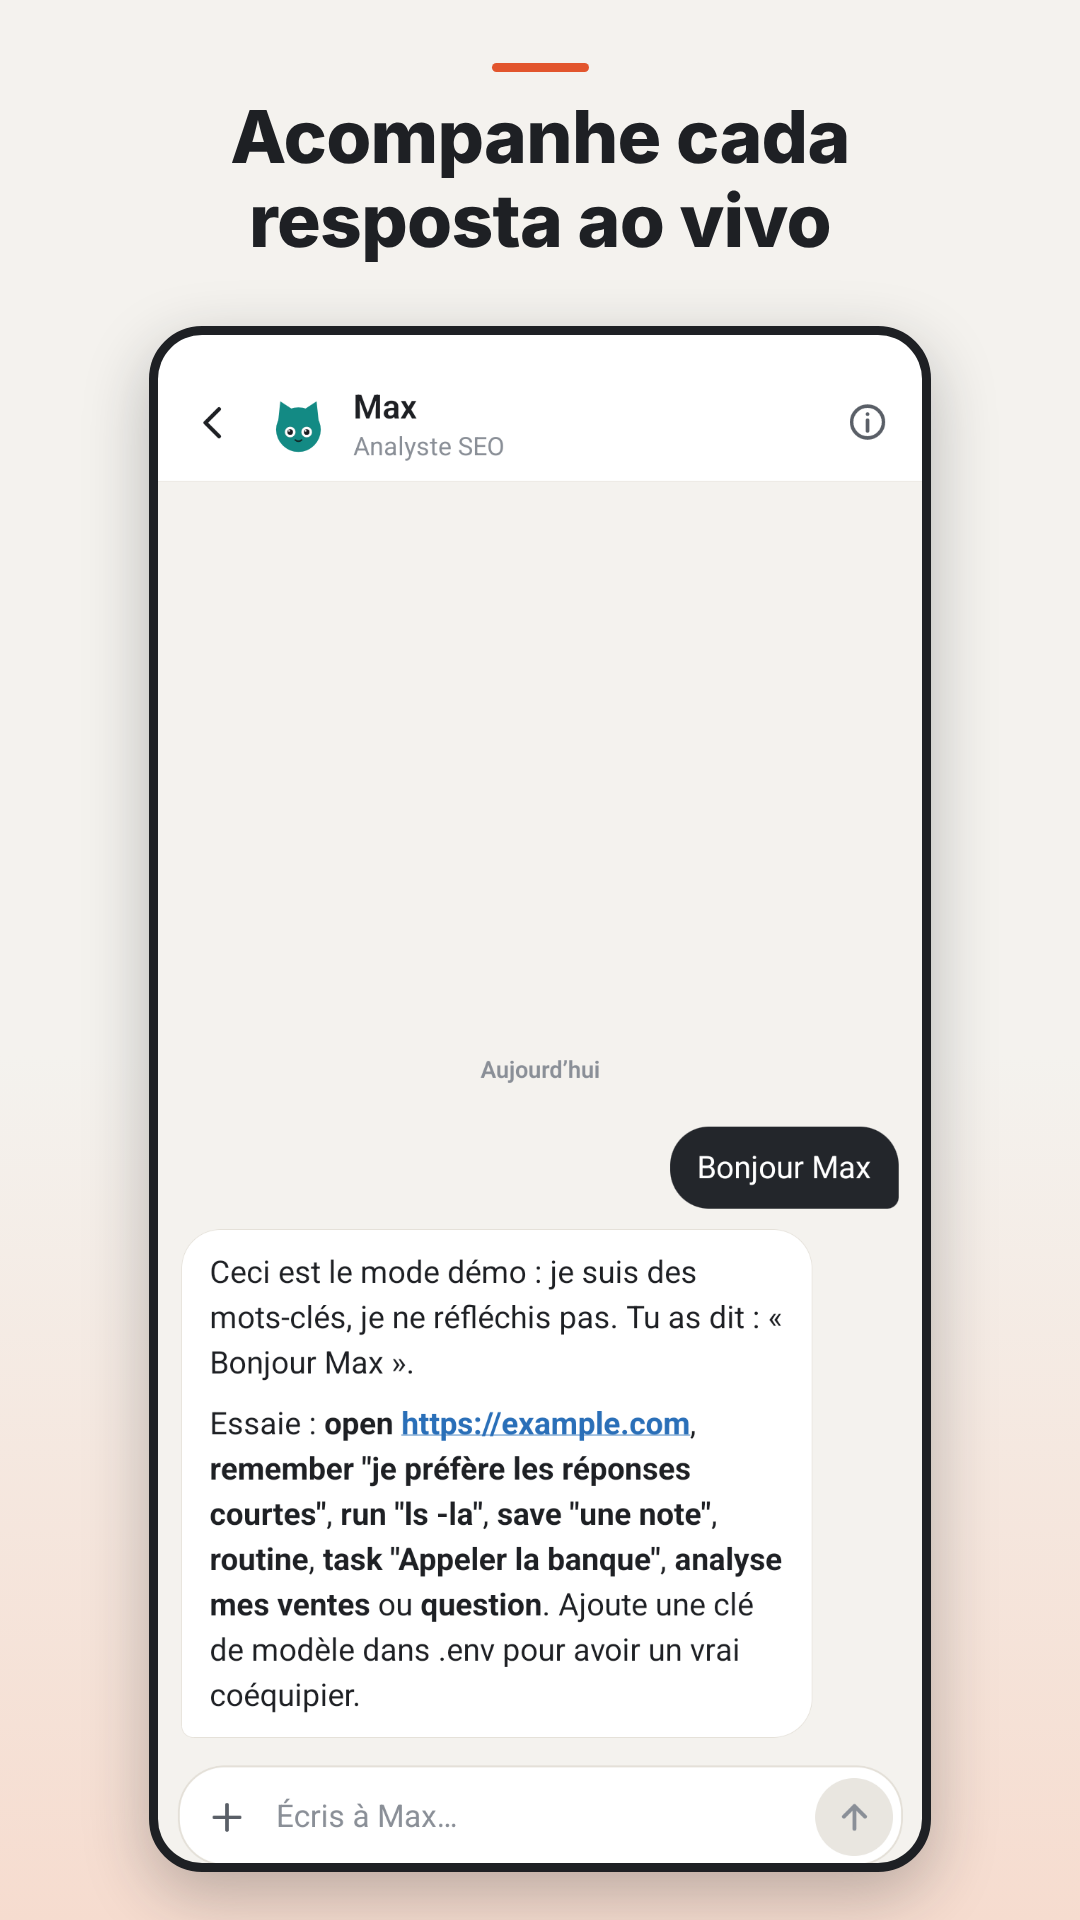 Acompanhe cada
resposta ao vivo
Max
Analyste SEO
Aujourd’hui
Bonjour Max
Ceci est le mode démo : je suis des
mots-clés, je ne réfléchis pas. Tu as dit : «
Bonjour Max ».
Essaie : open https://example.com,
remember "je préfère les réponses
courtes", run "ls -la", save "une note",
routine, task "Appeler la banque", analyse
mes ventes ou question. Ajoute une clé
de modèle dans .env pour avoir un vrai
coéquipier.
Écris à Max…